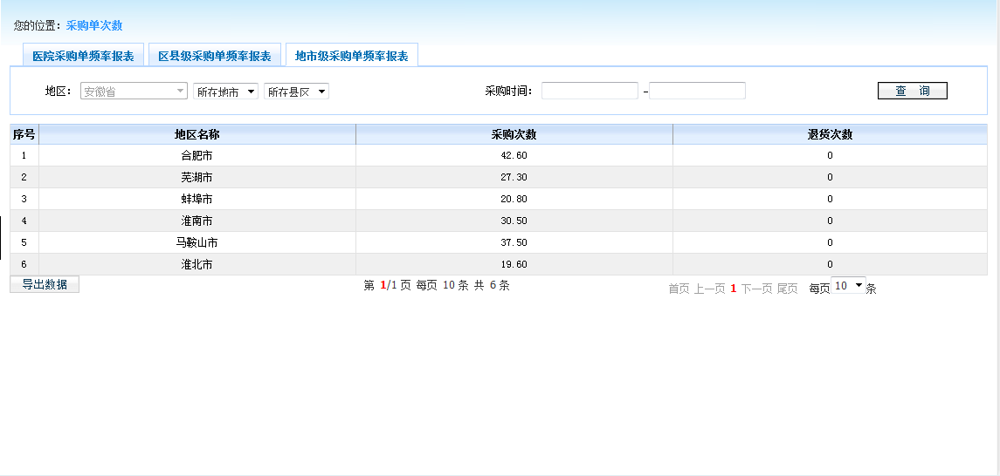 您的位置：采购单次数
医院采购单频率报表 区县级采购单频率报表 地市级采购单频率报表
地区： 安徽省 所在地市 所在县区 采购时间： - 查 询
序号 地区名称 采购次数 退货次数
1 合肥市 42.60 0
2 芜湖市 27.30 0
3 蚌埠市 20.80 0
4 淮南市 30.50 0
5 马鞍山市 37.50 0
6 淮北市 19.60 0
导出数据 第 1/1 页 每页 10 条 共 6 条 首页 上一页 1 下一页 尾页 每页 10 条